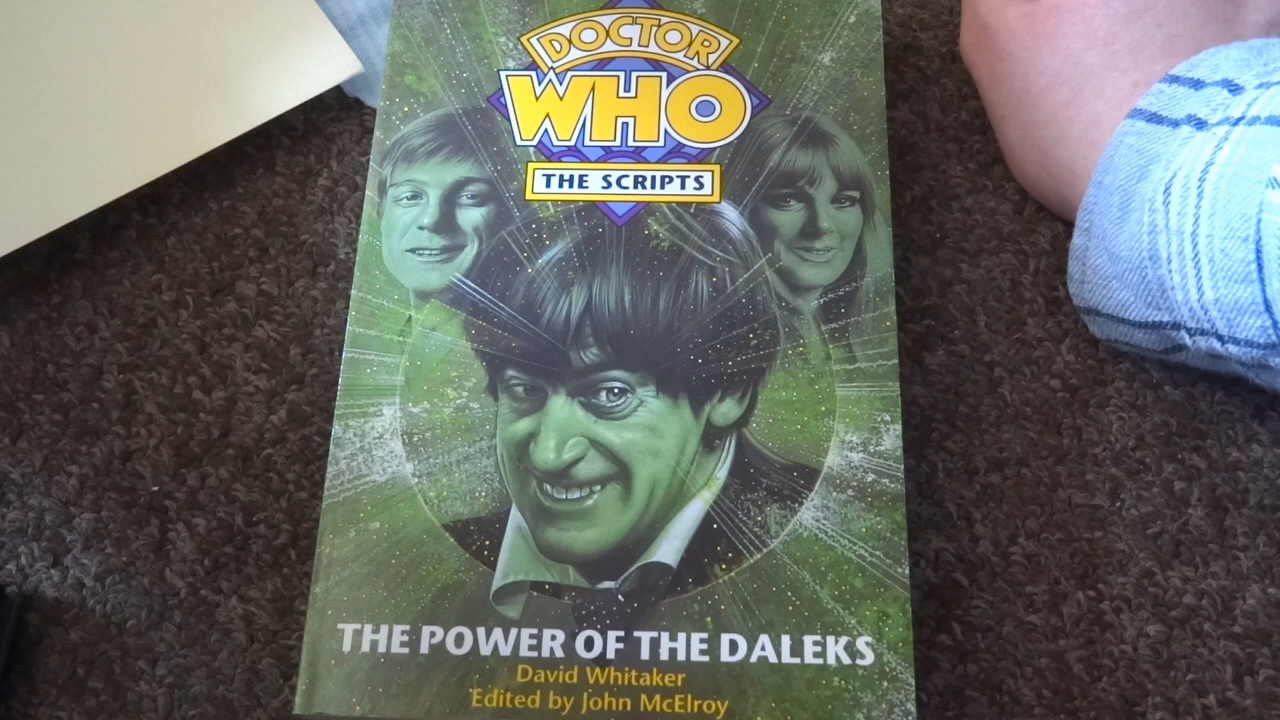 DOCTOR
WHO
THE SCRIPTS
THE POWER OF THE DALEKS
David Whitaker
Edited by John McElroy